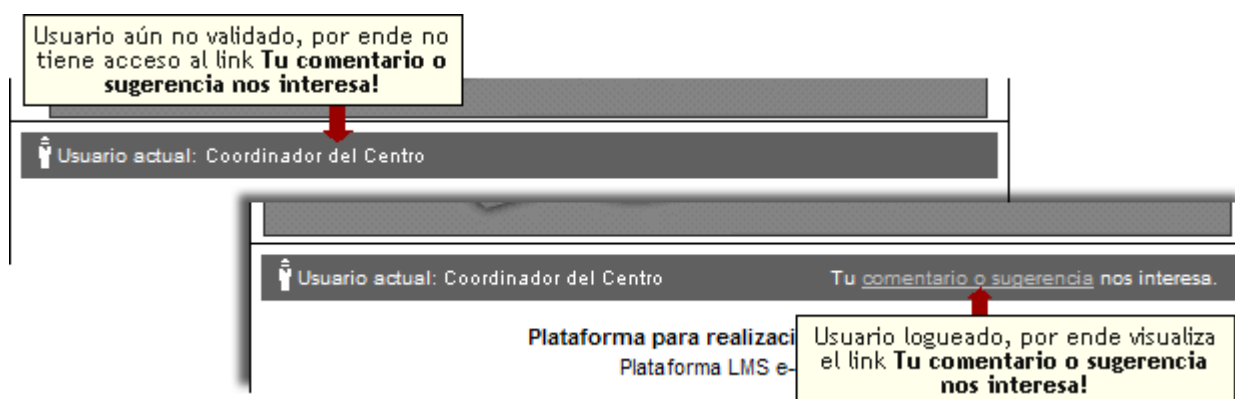 Usuario aún no validado, por ende no
tiene acceso al link Tu comentario o
sugerencia nos interesa!
Usuario actual: Coordinador del Centro
Usuario actual: Coordinador del Centro
Tu comentario o sugerencia nos interesa.
Plataforma para realizaci
Plataforma LMS e-
Usuario logueado, por ende visualiza
el link Tu comentario o sugerencia
nos interesa!